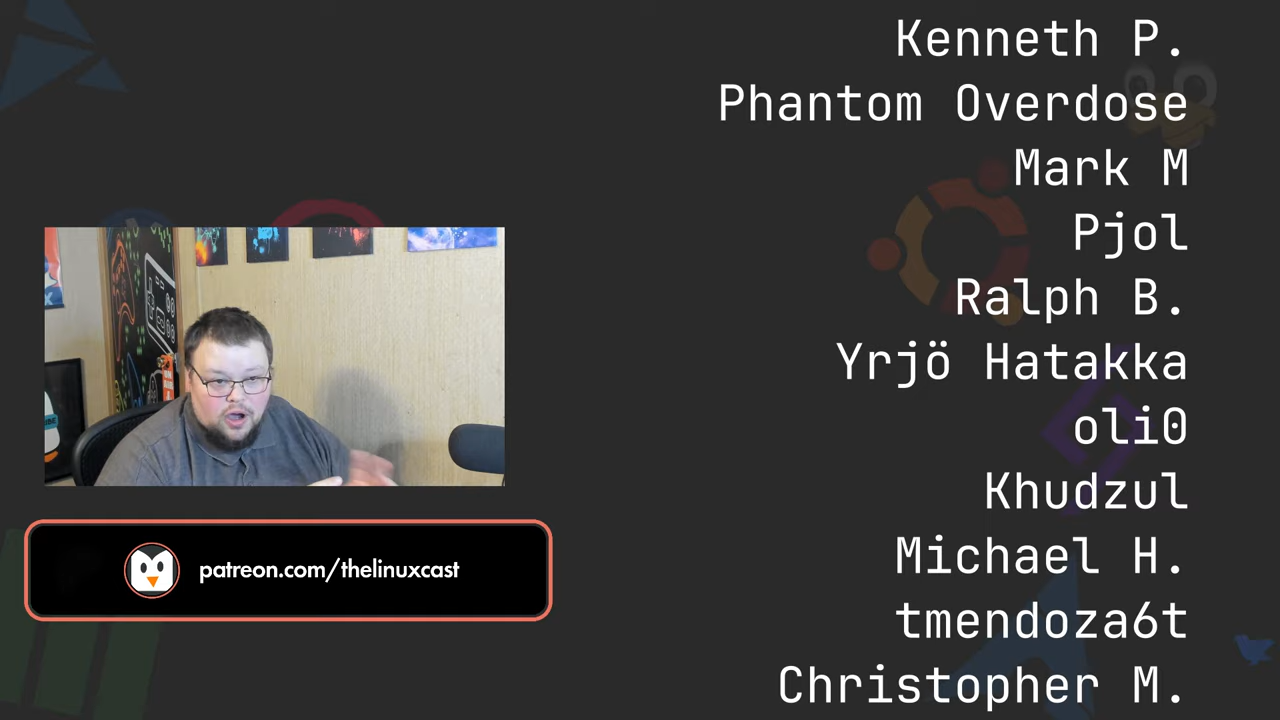 Kenneth P.
Phantom Overdose
Mark M
Pjol
Ralph B.
Yrjö Hatakka
oli0
Khudzul
Michael H.
tmendoza6t
Christopher M.
patreon.com/thelinuxcast